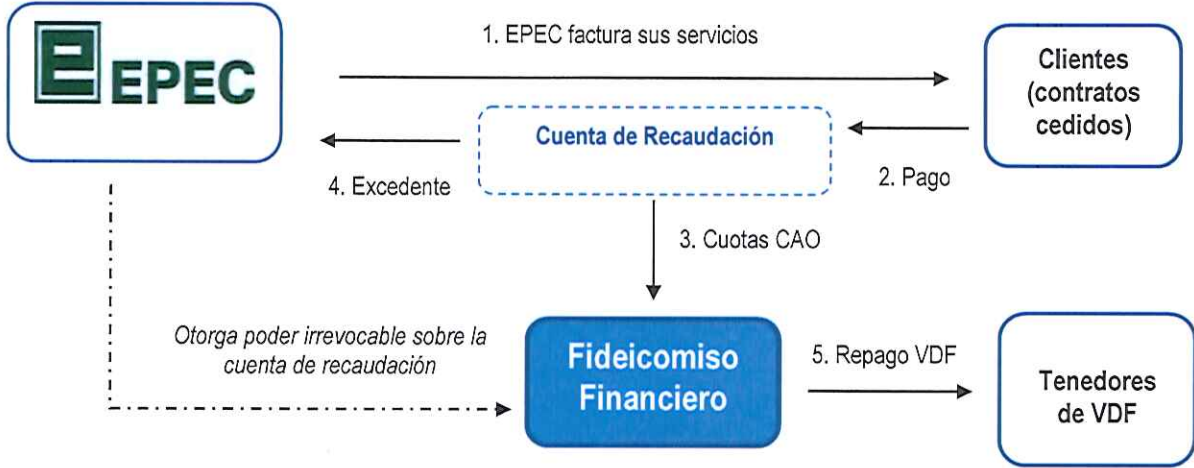 EPEC
1. EPEC factura sus servicios
Clientes
(contratos
cedidos)
Cuenta de Recaudación
2. Pago
4. Excedente
3. Cuotas CAO
Otorga poder irrevocable sobre la
cuenta de recaudación
Fideicomiso
Financiero
5. Repago VDF
Tenedores
de VDF